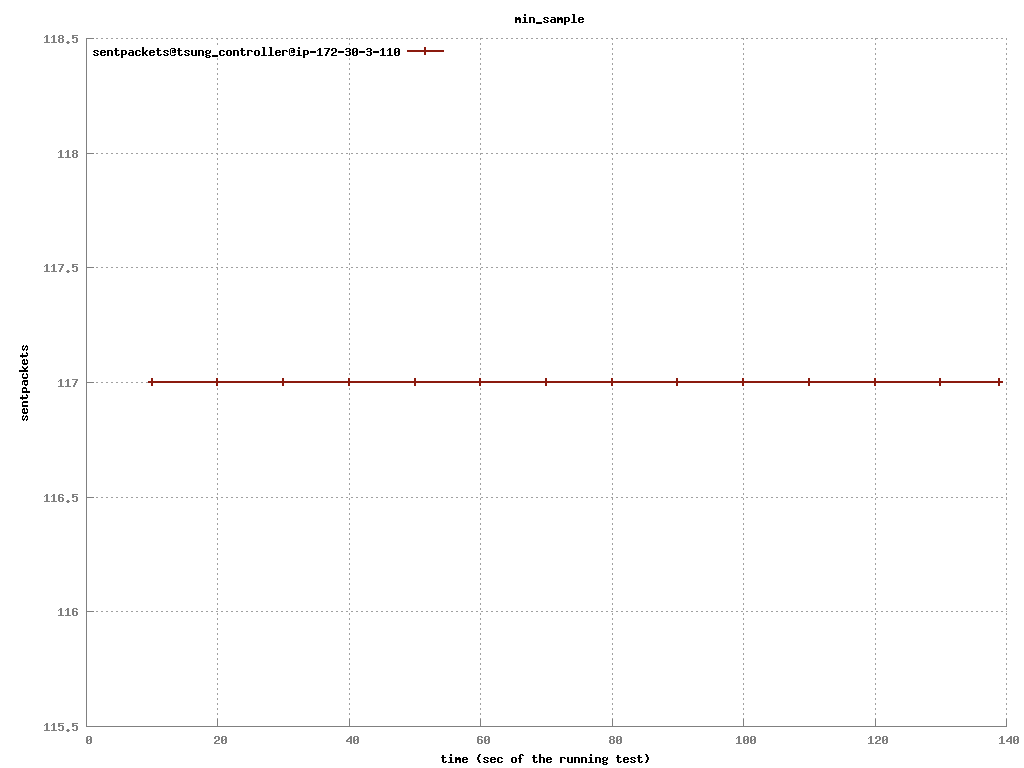 min_sample
118.5
sentpackets@tsung_controller@ip-172-30-3-110
118
117.5
sentpackets
117
116.5
116
115.5
0 20 40 60 80 100 120 140
time (sec of the running test)